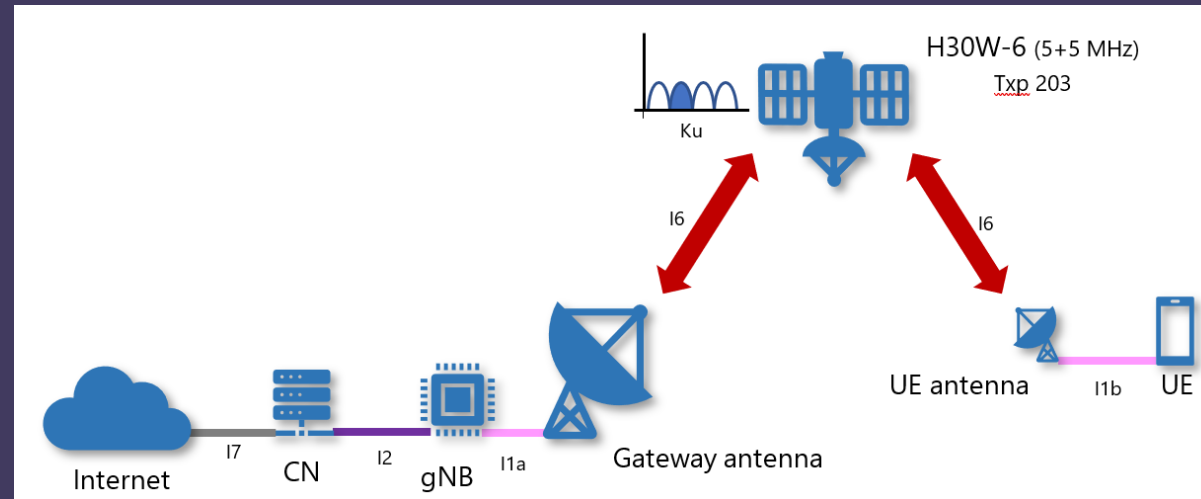 H30W-6 (5+5 MHz)
Txp 203
Ku
I6
I6
UE antenna
I1b
UE
Internet
I7
CN
I2
gNB
I1a
Gateway antenna